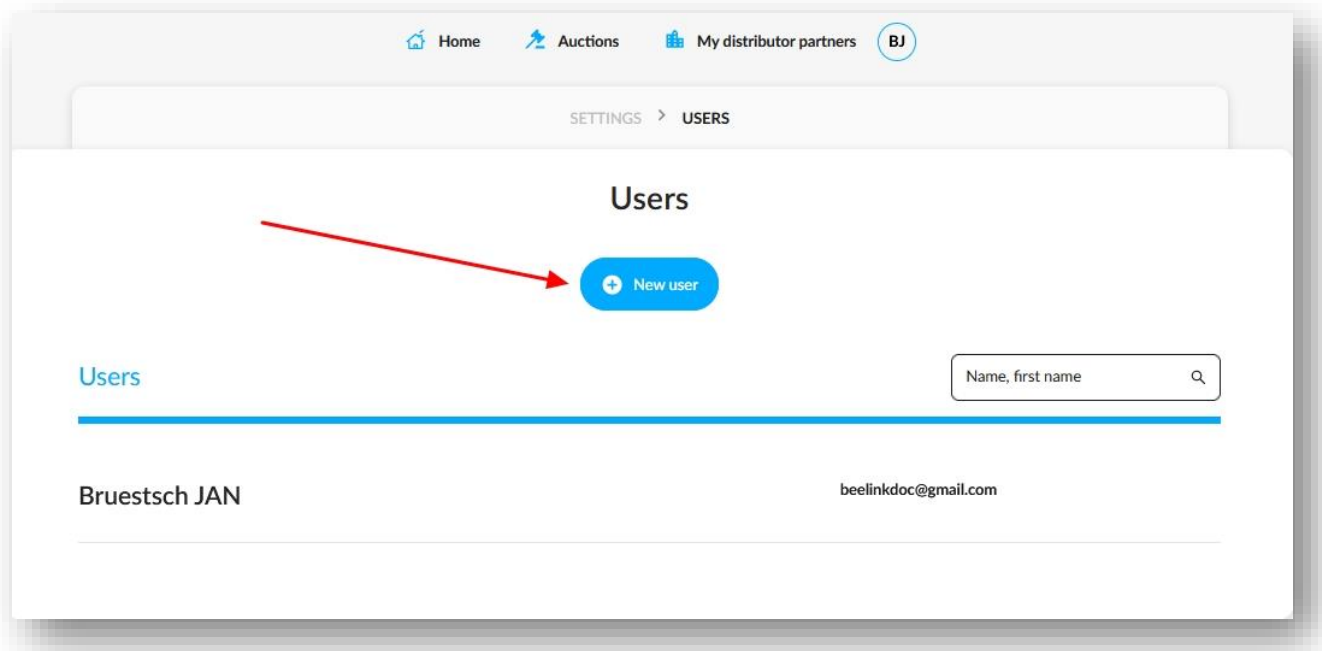 Home Auctions My distributor partners BJ
SETTINGS > USERS
Users
New user
Users
Name, first name
Bruestsch JAN
beelinkdoc@gmail.com